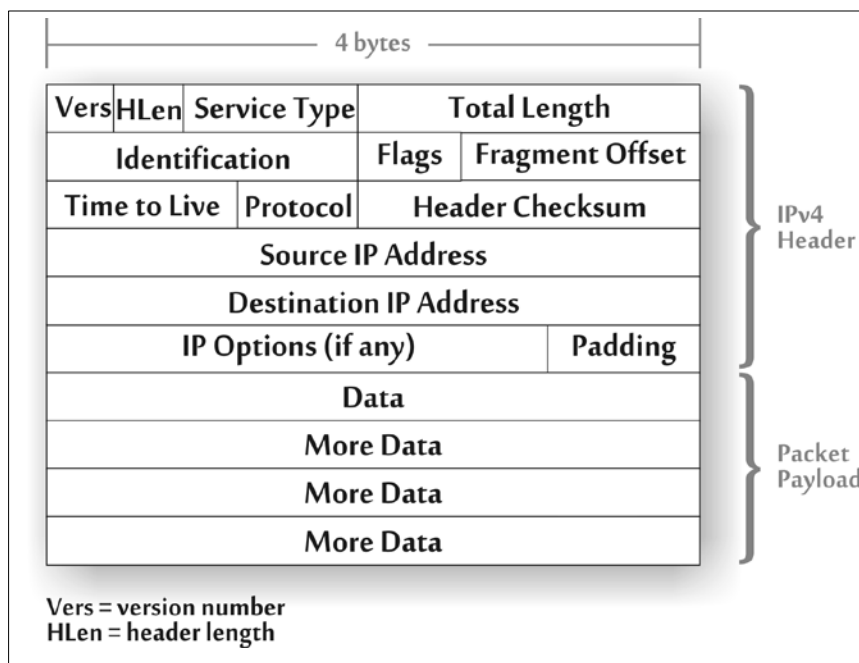 4 bytes
Vers HLen Service Type Total Length
Identification Flags Fragment Offset
Time to Live Protocol Header Checksum
Source IP Address
Destination IP Address
IP Options (if any) Padding
IPv4
Header
Data
More Data
More Data
More Data
Packet
Payload
Vers = version number
HLen = header length